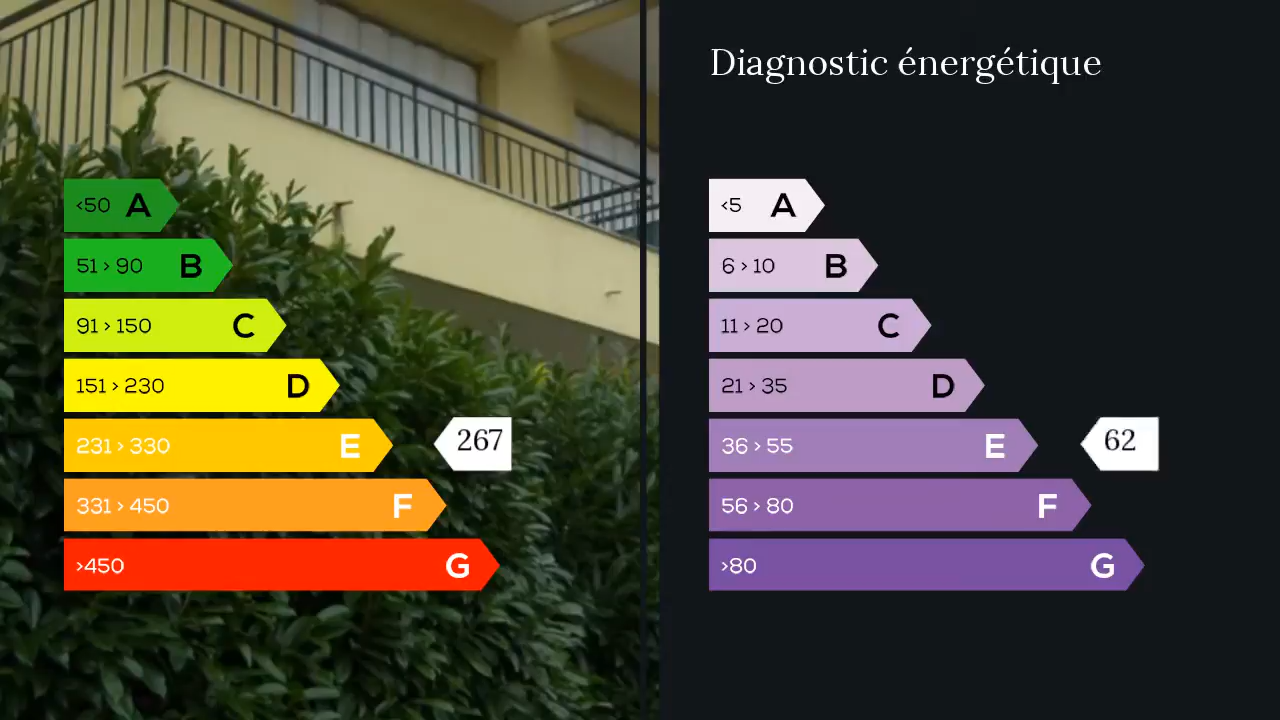 Diagnostic énergétique
<50 A
51 > 90 B
91 > 150 C
151 > 230 D
231 > 330 E
267
331 > 450 F
>450 G
<5 A
6 > 10 B
11 > 20 C
21 > 35 D
36 > 55 E
62
56 > 80 F
>80 G